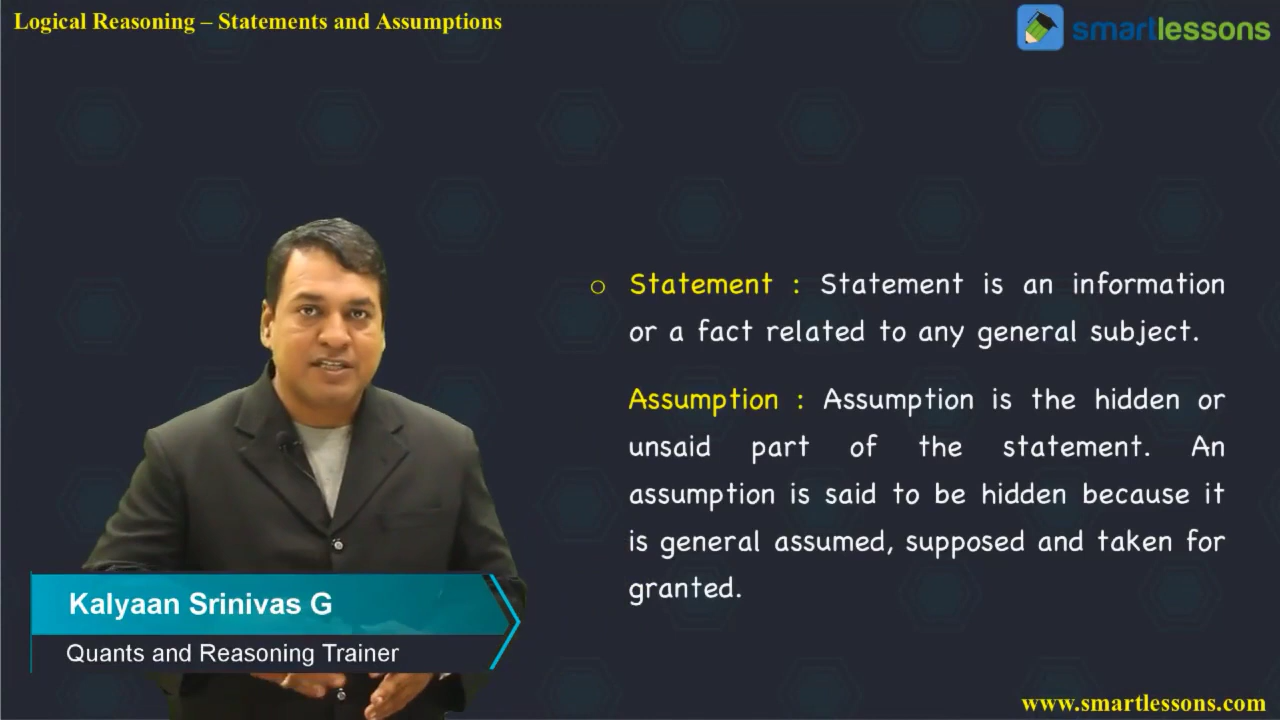 Logical Reasoning – Statements and Assumptions
smartlessons
Statement : Statement is an information
or a fact related to any general subject.
Assumption : Assumption is the hidden or
unsaid part of the statement. An
assumption is said to be hidden because it
is general assumed, supposed and taken for
granted.
Kalyaan Srinivas G
Quants and Reasoning Trainer
www.smartlessons.com